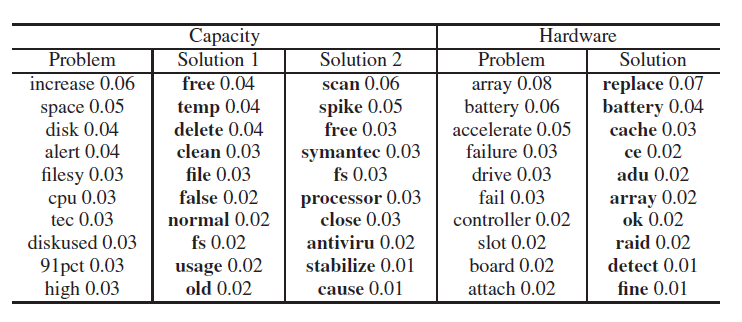 Capacity Hardware
Problem Solution 1 Solution 2 Problem Solution
increase 0.06 free 0.04 scan 0.06 array 0.08 replace 0.07
space 0.05 temp 0.04 spike 0.05 battery 0.06 battery 0.04
disk 0.04 delete 0.04 free 0.03 accelerate 0.05 cache 0.03
alert 0.04 clean 0.03 symantec 0.03 failure 0.03 ce 0.02
filesy 0.03 file 0.03 fs 0.03 drive 0.03 adu 0.02
cpu 0.03 false 0.02 processor 0.03 fail 0.03 array 0.02
tec 0.03 normal 0.02 close 0.03 controller 0.02 ok 0.02
diskused 0.03 fs 0.02 antiviru 0.02 slot 0.02 raid 0.02
91pct 0.03 usage 0.02 stabilize 0.01 board 0.02 detect 0.01
high 0.03 old 0.02 cause 0.01 attach 0.02 fine 0.01